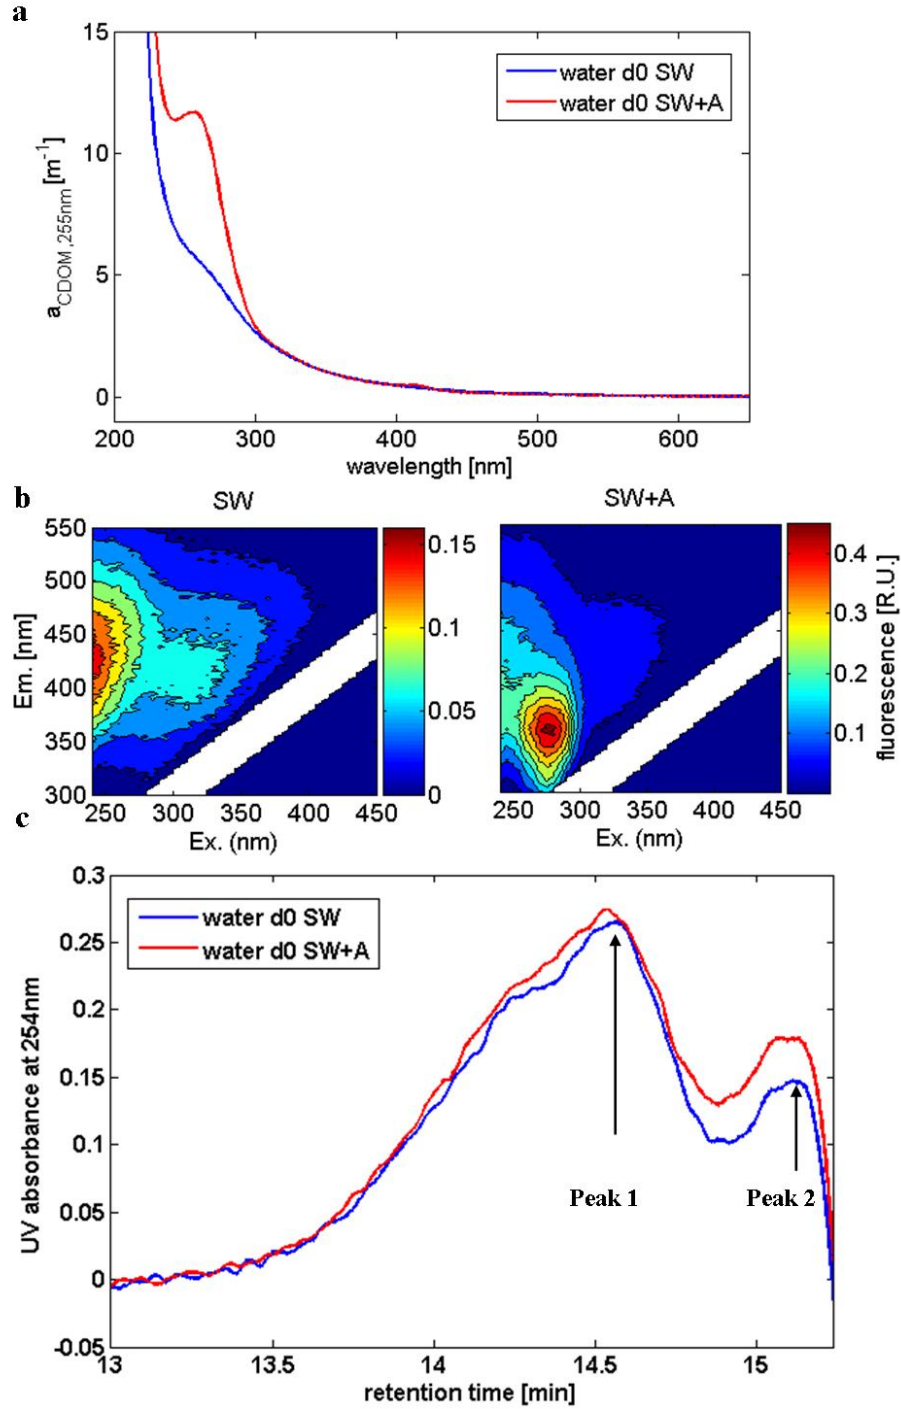 a
15
10
5
0
a CDOM,255nm [m-1]
water d0 SW
water d0 SW+A
200 300 400 500 600
wavelength [nm]
b
SW
SW+A
550
500
450
400
350
300
Em. [nm]
250 300 350 400 450
Ex. (nm)
0.15
0.1
0.05
0
250 300 350 400 450
Ex. (nm)
0.4
0.3
0.2
0.1
fluorescence [R.U.]
c
0.3
0.25
0.2
0.15
0.1
0.05
0
-0.05
UV absorbance at 254nm
water d0 SW
water d0 SW+A
Peak 1
Peak 2
13 13.5 14 14.5 15
retention time [min]